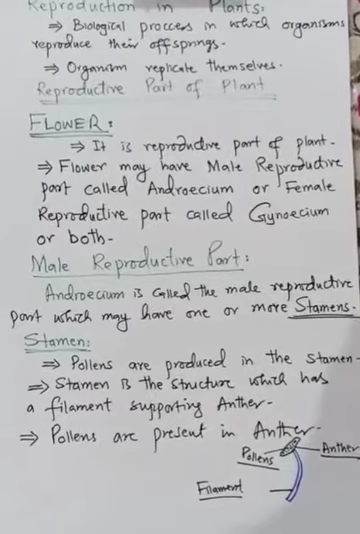 Reproduction in Plants:
⇒ Biological proccess in which organisms
reproduce their offsprings.
⇒ Organism replicate themselves.
Reproductive Part of Plant
FLOWER:
⇒ It is reproductive part of plant.
⇒ Flower may have Male Reproductive
part called Androecium or Female
Reproductive part called Gynoecium
or both.
Male Reproductive Part:
Androecium is called the male reproductive
part which may have one or more Stamens.
Stamen:
⇒ Pollens are produced in the stamen.
⇒ Stamen is the structure which has
a filament supporting Anther.
⇒ Pollens are present in Anther.
Pollens Anther
Filament